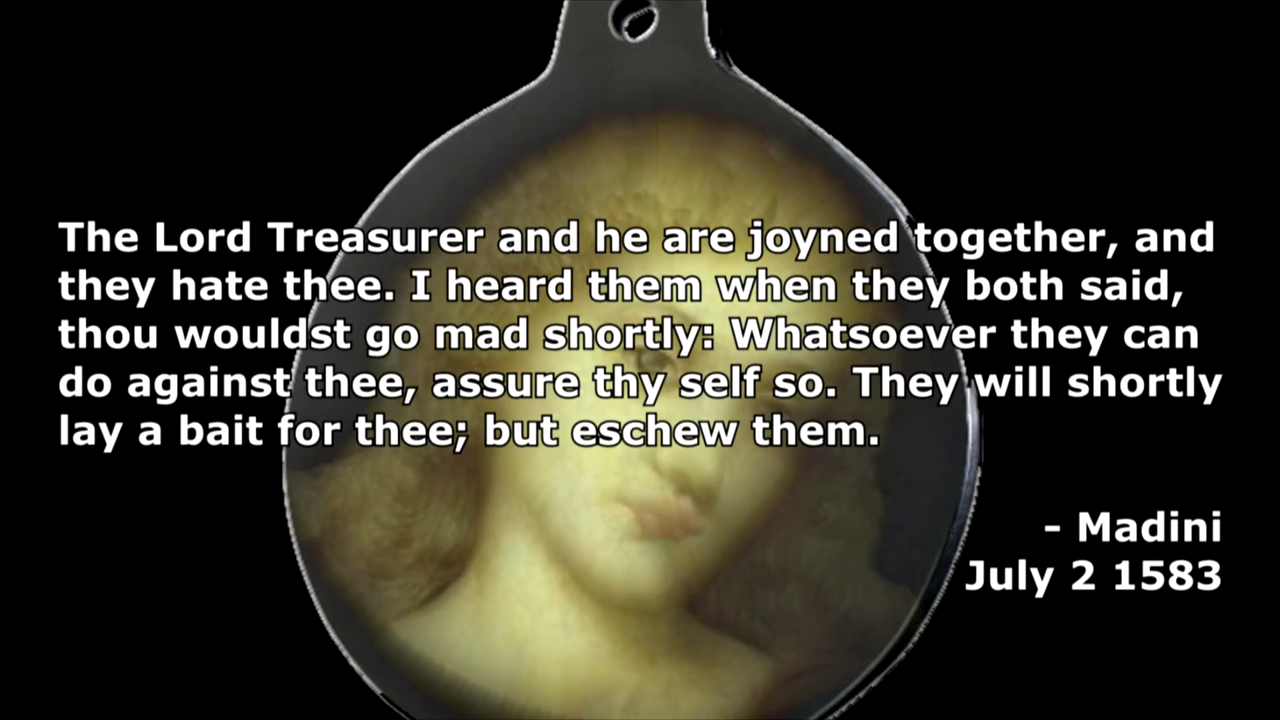 The Lord Treasurer and he are joyned together, and
they hate thee. I heard them when they both said,
thou wouldst go mad shortly: Whatsoever they can
do against thee, assure thy self so. They will shortly
lay a bait for thee; but eschew them.
- Madini
July 2 1583